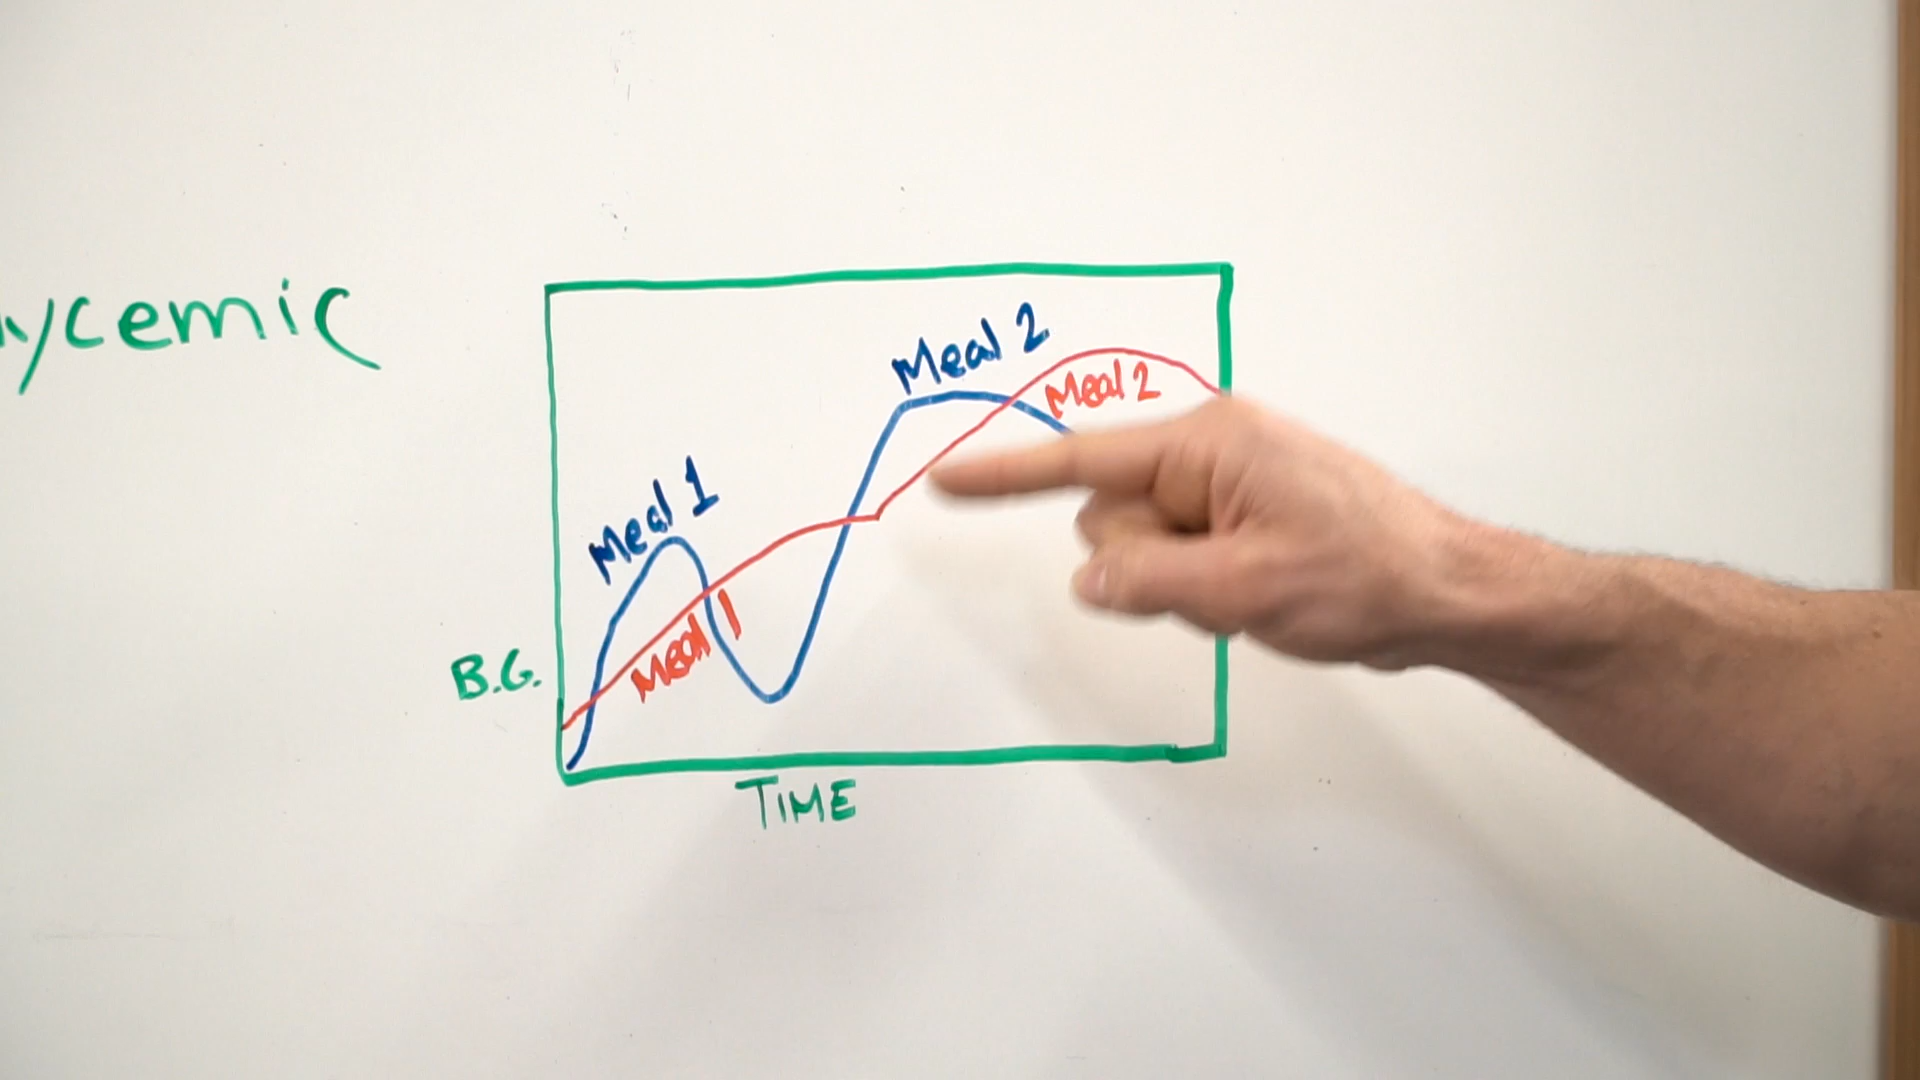 ycemic
Meal 2
Meal 2
Meal 1
Meal 1
B.G.
TIME